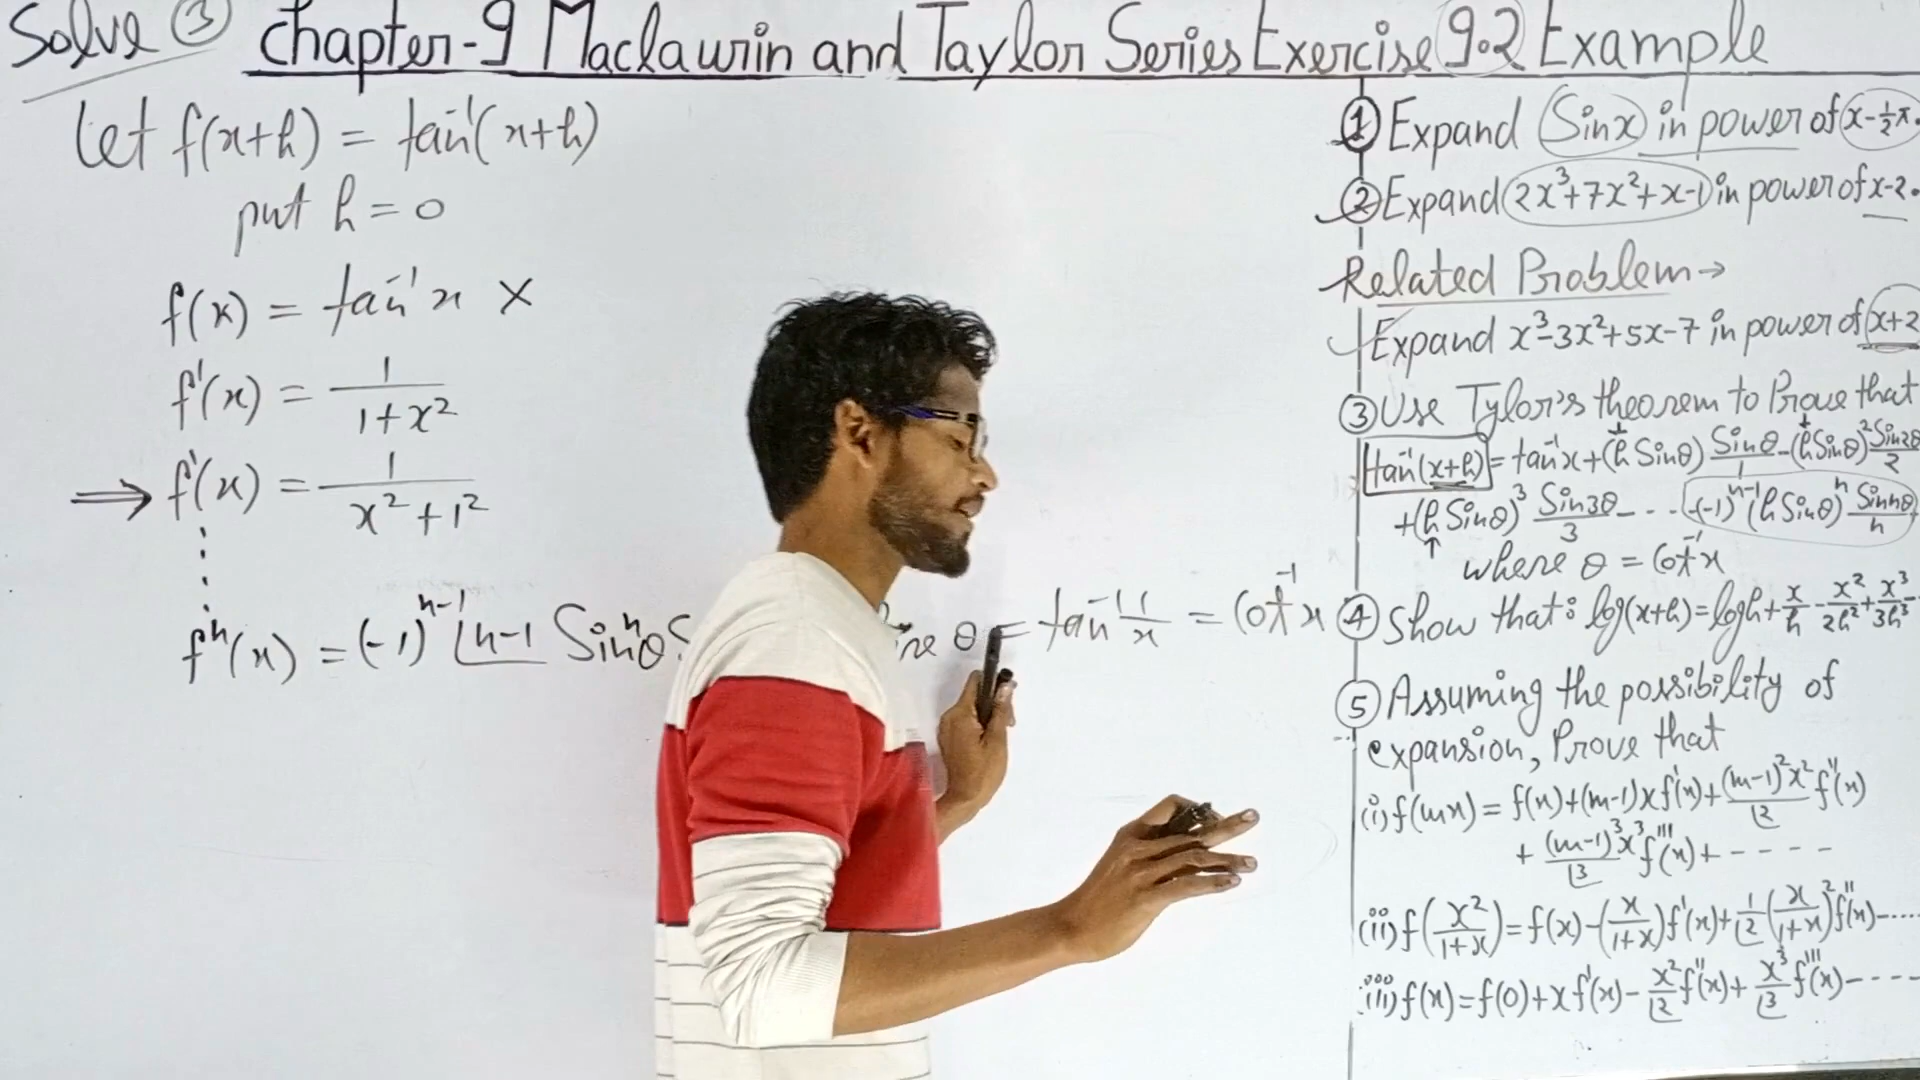 Solve ③ Chapter-9 Maclaurin and Taylor Series Exercise 9.2 Example
Let f(x+h) = tan⁻¹(x+h)
put h = 0
f(x) = tan⁻¹x ×
f'(x) = 1/(1+x²)
⇒ f'(x) = 1/(x²+1²)
fⁿ(x) = (-1)ⁿ⁻¹ ⌊n-1 Sinⁿθ θ = tan⁻¹ 1/x = Cot⁻¹x
① Expand Sinx in power of x-½π.
② Expand 2x³+7x²+x-1 in power of x-2.
Related Problem→
Expand x³-3x²+5x-7 in power of x+2
③ Use Tylor's theorem to Prove that
tan⁻¹(x+h) = tan⁻¹x+(h Sinθ) Sinθ/1 -(h Sinθ)² Sin2θ/2
+(h Sinθ)³ Sin3θ/3 - - - - (-1)ⁿ⁻¹(h Sinθ)ⁿ Sinnθ/n
where θ = Cot⁻¹x
④ Show that: log(x+h)=logh+x/h-x²/2h²+x³/3h³-
⑤ Assuming the possibility of
expansion, Prove that
(i) f(mx) = f(x)+(m-1)xf'(x)+(m-1)²x²/⌊2 f''(x)
+ (m-1)³x³/⌊3 f'''(x)+ - - - -
(ii) f(x²/1+x)=f(x)-(x/1+x)f'(x)+1/⌊2(x/1+x)²f''(x)-....
(iii) f(x)=f(0)+xf'(x)-x²/⌊2 f''(x)+x³/⌊3 f'''(x)- - - -